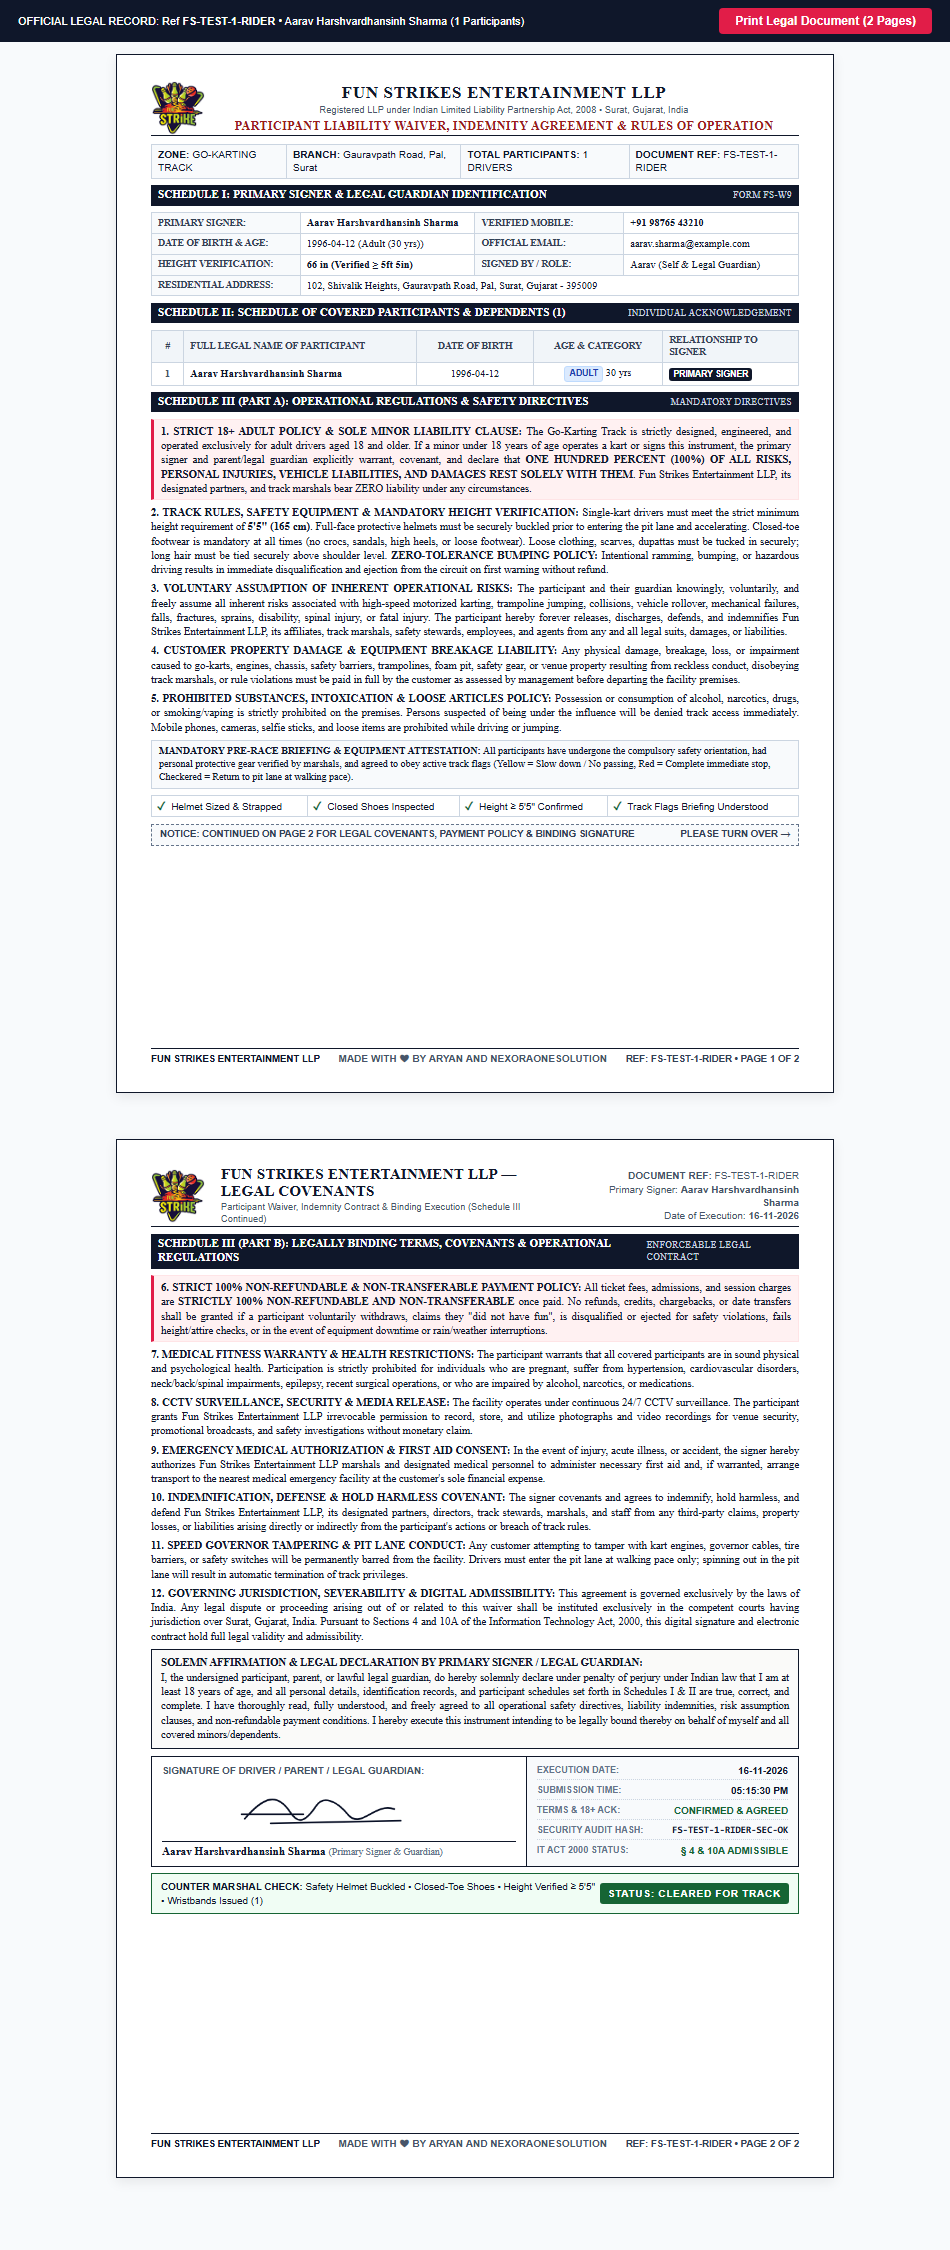 OFFICIAL LEGAL RECORD: Ref FS-TEST-1-RIDER • Aarav Harshvardhansinh Sharma (1 Participants)
Print Legal Document (2 Pages)
STRIKE
FUN STRIKES ENTERTAINMENT LLP
Registered LLP under Indian Limited Liability Partnership Act, 2008 • Surat, Gujarat, India
PARTICIPANT LIABILITY WAIVER, INDEMNITY AGREEMENT & RULES OF OPERATION
ZONE: GO-KARTING TRACK
BRANCH: Gauravpath Road, Pal, Surat
TOTAL PARTICIPANTS: 1 DRIVERS
DOCUMENT REF: FS-TEST-1-RIDER
SCHEDULE I: PRIMARY SIGNER & LEGAL GUARDIAN IDENTIFICATION FORM FS-W9
PRIMARY SIGNER: Aarav Harshvardhansinh Sharma VERIFIED MOBILE: +91 98765 43210
DATE OF BIRTH & AGE: 1996-04-12 (Adult (30 yrs)) OFFICIAL EMAIL: aarav.sharma@example.com
HEIGHT VERIFICATION: 66 in (Verified ≥ 5ft 5in) SIGNED BY / ROLE: Aarav (Self & Legal Guardian)
RESIDENTIAL ADDRESS: 102, Shivalik Heights, Gauravpath Road, Pal, Surat, Gujarat - 395009
SCHEDULE II: SCHEDULE OF COVERED PARTICIPANTS & DEPENDENTS (1) INDIVIDUAL ACKNOWLEDGEMENT
# FULL LEGAL NAME OF PARTICIPANT DATE OF BIRTH AGE & CATEGORY RELATIONSHIP TO SIGNER
1 Aarav Harshvardhansinh Sharma 1996-04-12 ADULT 30 yrs PRIMARY SIGNER
SCHEDULE III (PART A): OPERATIONAL REGULATIONS & SAFETY DIRECTIVES MANDATORY DIRECTIVES
1. STRICT 18+ ADULT POLICY & SOLE MINOR LIABILITY CLAUSE: The Go-Karting Track is strictly designed, engineered, and
operated exclusively for adult drivers aged 18 and older. If a minor under 18 years of age operates a kart or signs this instrument, the primary
signer and parent/legal guardian explicitly warrant, covenant, and declare that ONE HUNDRED PERCENT (100%) OF ALL RISKS,
PERSONAL INJURIES, VEHICLE LIABILITIES, AND DAMAGES REST SOLELY WITH THEM. Fun Strikes Entertainment LLP, its
designated partners, and track marshals bear ZERO liability under any circumstances.
2. TRACK RULES, SAFETY EQUIPMENT & MANDATORY HEIGHT VERIFICATION: Single-kart drivers must meet the strict minimum
height requirement of 5'5" (165 cm). Full-face protective helmets must be securely buckled prior to entering the pit lane and accelerating. Closed-toe
footwear is mandatory at all times (no crocs, sandals, high heels, or loose footwear). Loose clothing, scarves, dupattas must be tucked in securely;
long hair must be tied securely above shoulder level. ZERO-TOLERANCE BUMPING POLICY: Intentional ramming, bumping, or hazardous
driving results in immediate disqualification and ejection from the circuit on first warning without refund.
3. VOLUNTARY ASSUMPTION OF INHERENT OPERATIONAL RISKS: The participant and their guardian knowingly, voluntarily, and
freely assume all inherent risks associated with high-speed motorized karting, trampoline jumping, collisions, vehicle rollover, mechanical failures,
falls, fractures, sprains, disability, spinal injury, or fatal injury. The participant hereby forever releases, discharges, defends, and indemnifies Fun
Strikes Entertainment LLP, its affiliates, track marshals, safety stewards, employees, and agents from any and all legal suits, damages, or liabilities.
4. CUSTOMER PROPERTY DAMAGE & EQUIPMENT BREAKAGE LIABILITY: Any physical damage, breakage, loss, or impairment
caused to go-karts, engines, chassis, safety barriers, trampolines, foam pit, safety gear, or venue property resulting from reckless conduct, disobeying
track marshals, or rule violations must be paid in full by the customer as assessed by management before departing the facility premises.
5. PROHIBITED SUBSTANCES, INTOXICATION & LOOSE ARTICLES POLICY: Possession or consumption of alcohol, narcotics, drugs,
or smoking/vaping is strictly prohibited on the premises. Persons suspected of being under the influence will be denied track access immediately.
Mobile phones, cameras, selfie sticks, and loose items are prohibited while driving or jumping.
MANDATORY PRE-RACE BRIEFING & EQUIPMENT ATTESTATION: All participants have undergone the compulsory safety orientation, had
personal protective gear verified by marshals, and agreed to obey active track flags (Yellow = Slow down / No passing, Red = Complete immediate stop,
Checkered = Return to pit lane at walking pace).
✓ Helmet Sized & Strapped ✓ Closed Shoes Inspected ✓ Height ≥ 5'5" Confirmed ✓ Track Flags Briefing Understood
NOTICE: CONTINUED ON PAGE 2 FOR LEGAL COVENANTS, PAYMENT POLICY & BINDING SIGNATURE PLEASE TURN OVER →
FUN STRIKES ENTERTAINMENT LLP MADE WITH ♥ BY ARYAN AND NEXORAONESOLUTION REF: FS-TEST-1-RIDER • PAGE 1 OF 2
STRIKE
FUN STRIKES ENTERTAINMENT LLP —
LEGAL COVENANTS
Participant Waiver, Indemnity Contract & Binding Execution (Schedule III
Continued)
DOCUMENT REF: FS-TEST-1-RIDER
Primary Signer: Aarav Harshvardhansinh
Sharma
Date of Execution: 16-11-2026
SCHEDULE III (PART B): LEGALLY BINDING TERMS, COVENANTS & OPERATIONAL
REGULATIONS
ENFORCEABLE LEGAL
CONTRACT
6. STRICT 100% NON-REFUNDABLE & NON-TRANSFERABLE PAYMENT POLICY: All ticket fees, admissions, and session charges
are STRICTLY 100% NON-REFUNDABLE AND NON-TRANSFERABLE once paid. No refunds, credits, chargebacks, or date transfers
shall be granted if a participant voluntarily withdraws, claims they "did not have fun", is disqualified or ejected for safety violations, fails
height/attire checks, or in the event of equipment downtime or rain/weather interruptions.
7. MEDICAL FITNESS WARRANTY & HEALTH RESTRICTIONS: The participant warrants that all covered participants are in sound physical
and psychological health. Participation is strictly prohibited for individuals who are pregnant, suffer from hypertension, cardiovascular disorders,
neck/back/spinal impairments, epilepsy, recent surgical operations, or who are impaired by alcohol, narcotics, or medications.
8. CCTV SURVEILLANCE, SECURITY & MEDIA RELEASE: The facility operates under continuous 24/7 CCTV surveillance. The participant
grants Fun Strikes Entertainment LLP irrevocable permission to record, store, and utilize photographs and video recordings for venue security,
promotional broadcasts, and safety investigations without monetary claim.
9. EMERGENCY MEDICAL AUTHORIZATION & FIRST AID CONSENT: In the event of injury, acute illness, or accident, the signer hereby
authorizes Fun Strikes Entertainment LLP marshals and designated medical personnel to administer necessary first aid and, if warranted, arrange
transport to the nearest medical emergency facility at the customer's sole financial expense.
10. INDEMNIFICATION, DEFENSE & HOLD HARMLESS COVENANT: The signer covenants and agrees to indemnify, hold harmless, and
defend Fun Strikes Entertainment LLP, its designated partners, directors, track stewards, marshals, and staff from any third-party claims, property
losses, or liabilities arising directly or indirectly from the participant's actions or breach of track rules.
11. SPEED GOVERNOR TAMPERING & PIT LANE CONDUCT: Any customer attempting to tamper with kart engines, governor cables, tire
barriers, or safety switches will be permanently barred from the facility. Drivers must enter the pit lane at walking pace only; spinning out in the pit
lane will result in automatic termination of track privileges.
12. GOVERNING JURISDICTION, SEVERABILITY & DIGITAL ADMISSIBILITY: This agreement is governed exclusively by the laws of
India. Any legal dispute or proceeding arising out of or related to this waiver shall be instituted exclusively in the competent courts having
jurisdiction over Surat, Gujarat, India. Pursuant to Sections 4 and 10A of the Information Technology Act, 2000, this digital signature and electronic
contract hold full legal validity and admissibility.
SOLEMN AFFIRMATION & LEGAL DECLARATION BY PRIMARY SIGNER / LEGAL GUARDIAN:
I, the undersigned participant, parent, or lawful legal guardian, do hereby solemnly declare under penalty of perjury under Indian law that I am at
least 18 years of age, and all personal details, identification records, and participant schedules set forth in Schedules I & II are true, correct, and
complete. I have thoroughly read, fully understood, and freely agreed to all operational safety directives, liability indemnities, risk assumption
clauses, and non-refundable payment conditions. I hereby execute this instrument intending to be legally bound thereby on behalf of myself and all
covered minors/dependents.
SIGNATURE OF DRIVER / PARENT / LEGAL GUARDIAN:
Aarav Harshvardhansinh Sharma (Primary Signer & Guardian)
EXECUTION DATE: 16-11-2026
SUBMISSION TIME: 05:15:30 PM
TERMS & 18+ ACK: CONFIRMED & AGREED
SECURITY AUDIT HASH: FS-TEST-1-RIDER-SEC-OK
IT ACT 2000 STATUS: § 4 & 10A ADMISSIBLE
COUNTER MARSHAL CHECK: Safety Helmet Buckled • Closed-Toe Shoes • Height Verified ≥ 5'5"
• Wristbands Issued (1)
STATUS: CLEARED FOR TRACK
FUN STRIKES ENTERTAINMENT LLP MADE WITH ♥ BY ARYAN AND NEXORAONESOLUTION REF: FS-TEST-1-RIDER • PAGE 2 OF 2